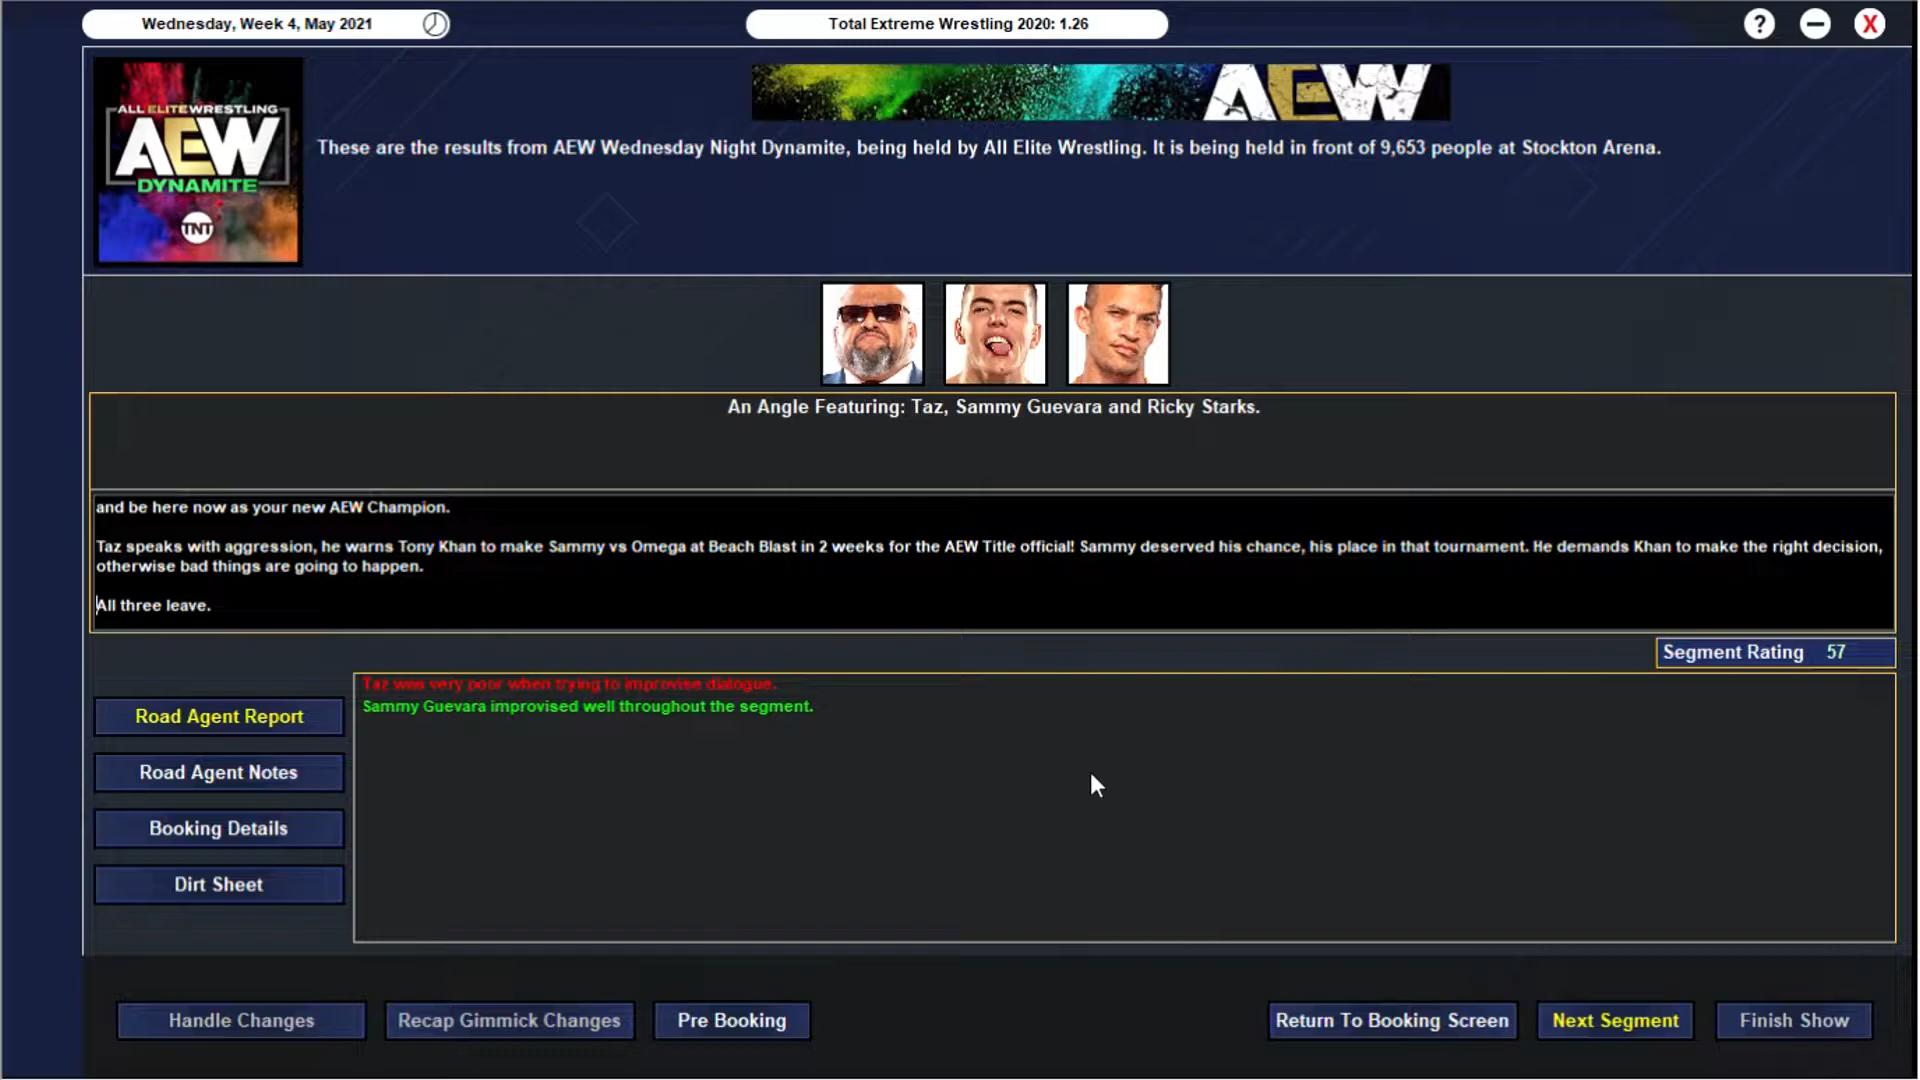 Wednesday, Week 4, May 2021
Total Extreme Wrestling 2020: 1.26
?
X
ALL ELITE WRESTLING
AEW
DYNAMITE
TNT
AEW
These are the results from AEW Wednesday Night Dynamite, being held by All Elite Wrestling. It is being held in front of 9,653 people at Stockton Arena.
An Angle Featuring: Taz, Sammy Guevara and Ricky Starks.
and be here now as your new AEW Champion.
Taz speaks with aggression, he warns Tony Khan to make Sammy vs Omega at Beach Blast in 2 weeks for the AEW Title official! Sammy deserved his chance, his place in that tournament. He demands Khan to make the right decision,
otherwise bad things are going to happen.
All three leave.
Segment Rating 57
Taz was very poor when trying to improvise dialogue.
Sammy Guevara improvised well throughout the segment.
Road Agent Report
Road Agent Notes
Booking Details
Dirt Sheet
Handle Changes
Recap Gimmick Changes
Pre Booking
Return To Booking Screen
Next Segment
Finish Show